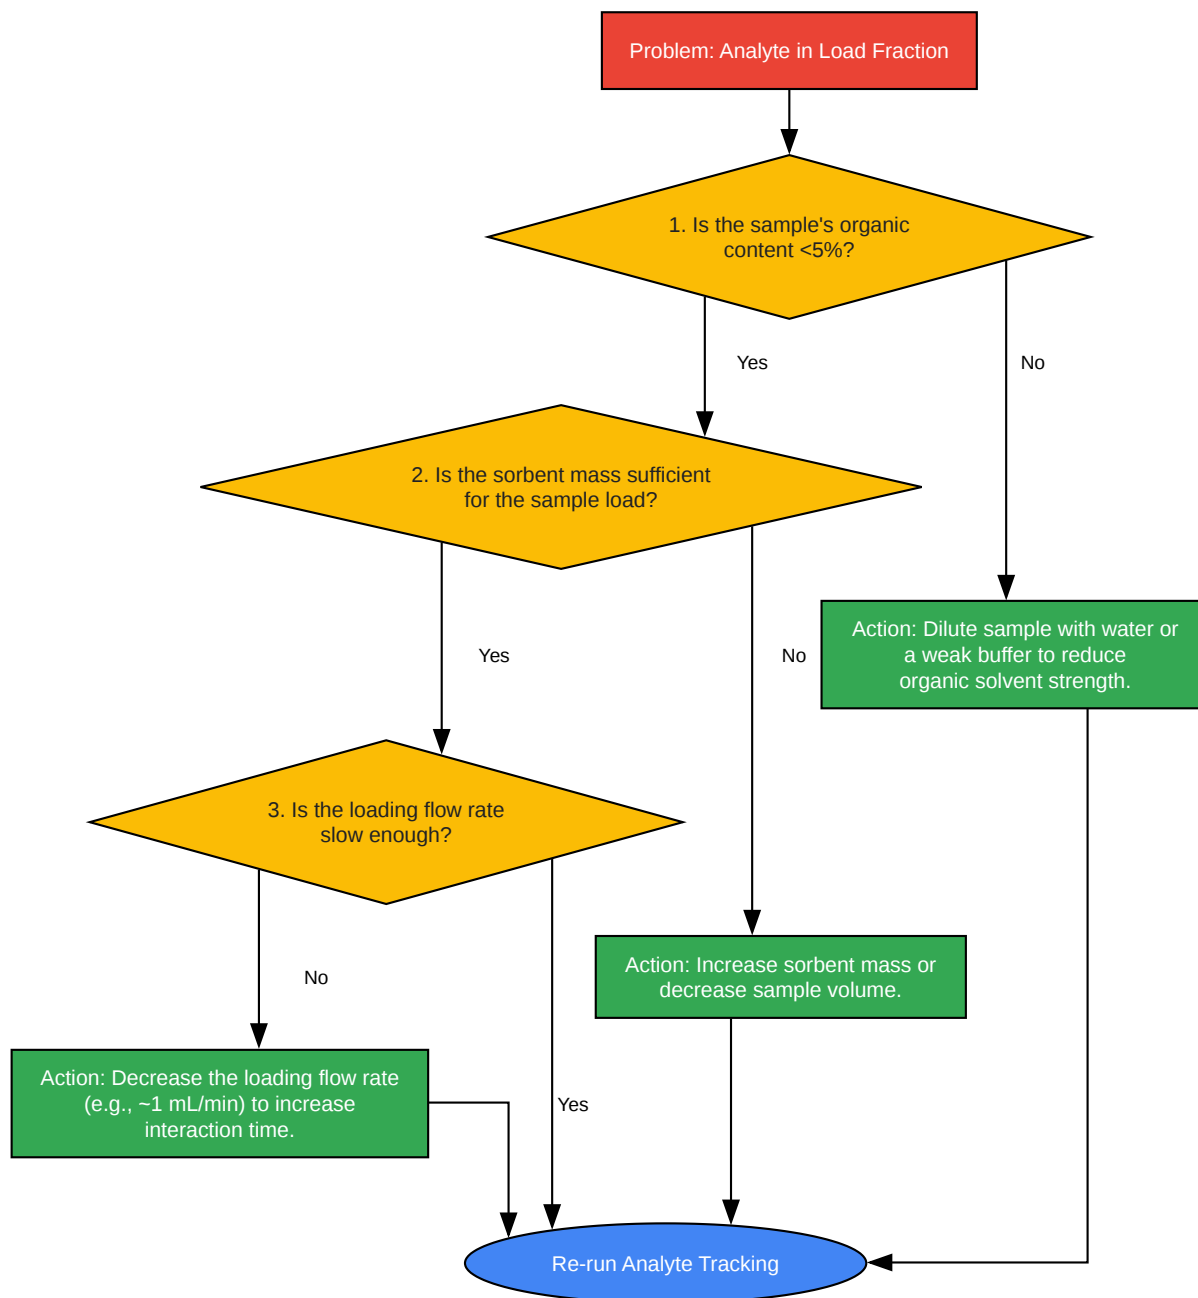 Problem: Analyte in Load Fraction
1. Is the sample's organic
content <5%?
Yes
No
2. Is the sorbent mass sufficient
for the sample load?
Action: Dilute sample with water or
a weak buffer to reduce
organic solvent strength.
Yes
No
3. Is the loading flow rate
slow enough?
Action: Increase sorbent mass or
decrease sample volume.
No
Action: Decrease the loading flow rate
(e.g., ~1 mL/min) to increase
interaction time.
Yes
Re-run Analyte Tracking